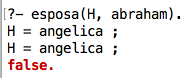 [?- esposa(H, abraham).
H = angelica ;
H = angelica ;
false.